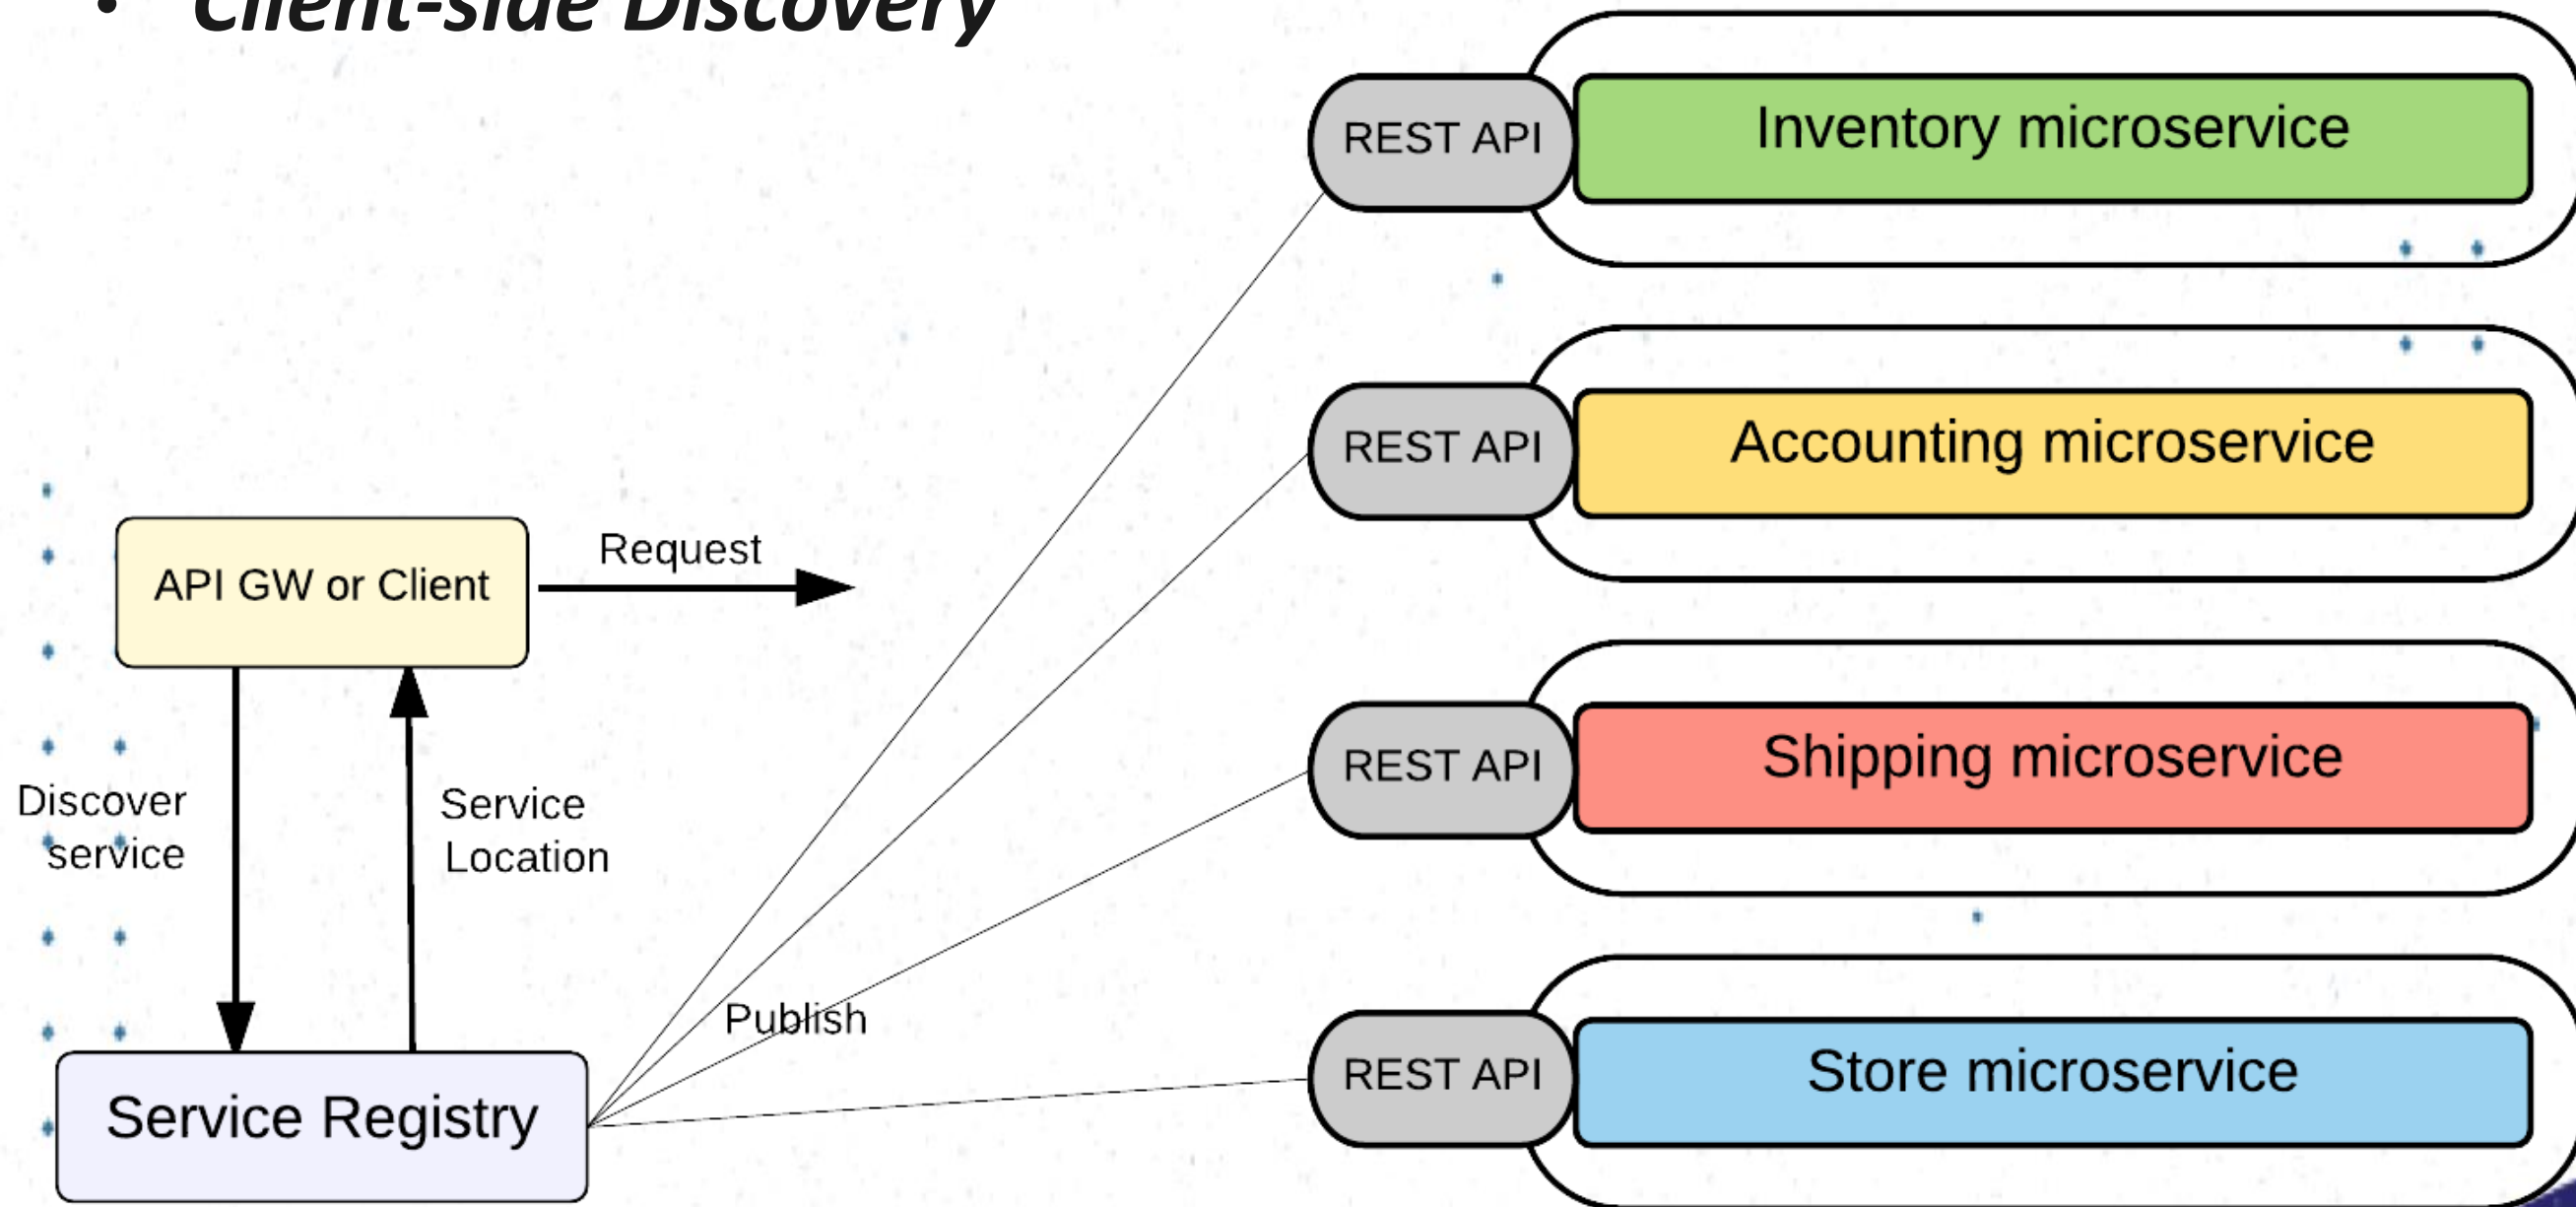 • Client-side Discovery
REST API
Inventory microservice
REST API
Accounting microservice
API GW or Client
Request
REST API
Shipping microservice
Discover
service
Service
Location
Publish
REST API
Store microservice
Service Registry